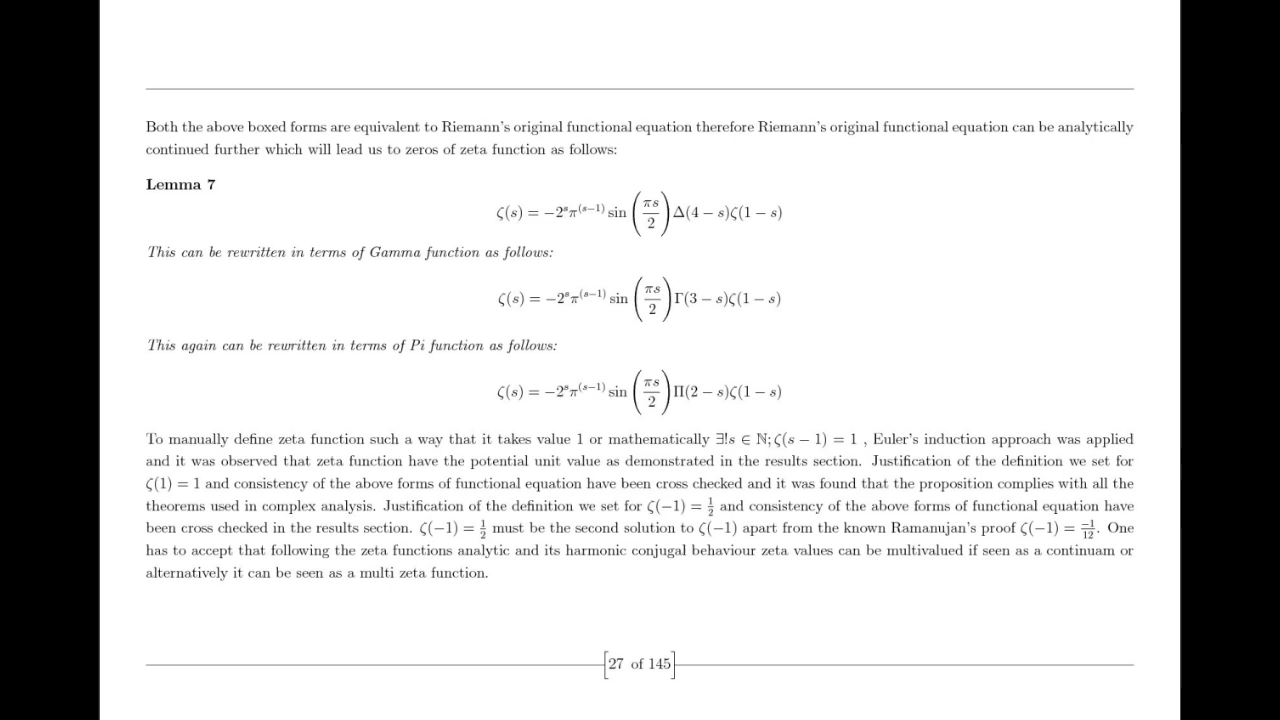 Both the above boxed forms are equivalent to Riemann's original functional equation therefore Riemann's original functional equation can be analytically
continued further which will lead us to zeros of zeta function as follows:
Lemma 7
ζ(s) = −2^s π^(s−1) sin(πs/2) Δ(4 − s)ζ(1 − s)
This can be rewritten in terms of Gamma function as follows:
ζ(s) = −2^s π^(s−1) sin(πs/2) Γ(3 − s)ζ(1 − s)
This again can be rewritten in terms of Pi function as follows:
ζ(s) = −2^s π^(s−1) sin(πs/2) Π(2 − s)ζ(1 − s)
To manually define zeta function such a way that it takes value 1 or mathematically ∃!s ∈ ℕ; ζ(s − 1) = 1 , Euler's induction approach was applied
and it was observed that zeta function have the potential unit value as demonstrated in the results section. Justification of the definition we set for
ζ(1) = 1 and consistency of the above forms of functional equation have been cross checked and it was found that the proposition complies with all the
theorems used in complex analysis. Justification of the definition we set for ζ(−1) = 1/2 and consistency of the above forms of functional equation have
been cross checked in the results section. ζ(−1) = 1/2 must be the second solution to ζ(−1) apart from the known Ramanujan's proof ζ(−1) = −1/12. One
has to accept that following the zeta functions analytic and its harmonic conjugal behaviour zeta values can be multivalued if seen as a continuam or
alternatively it can be seen as a multi zeta function.
[27 of 145]